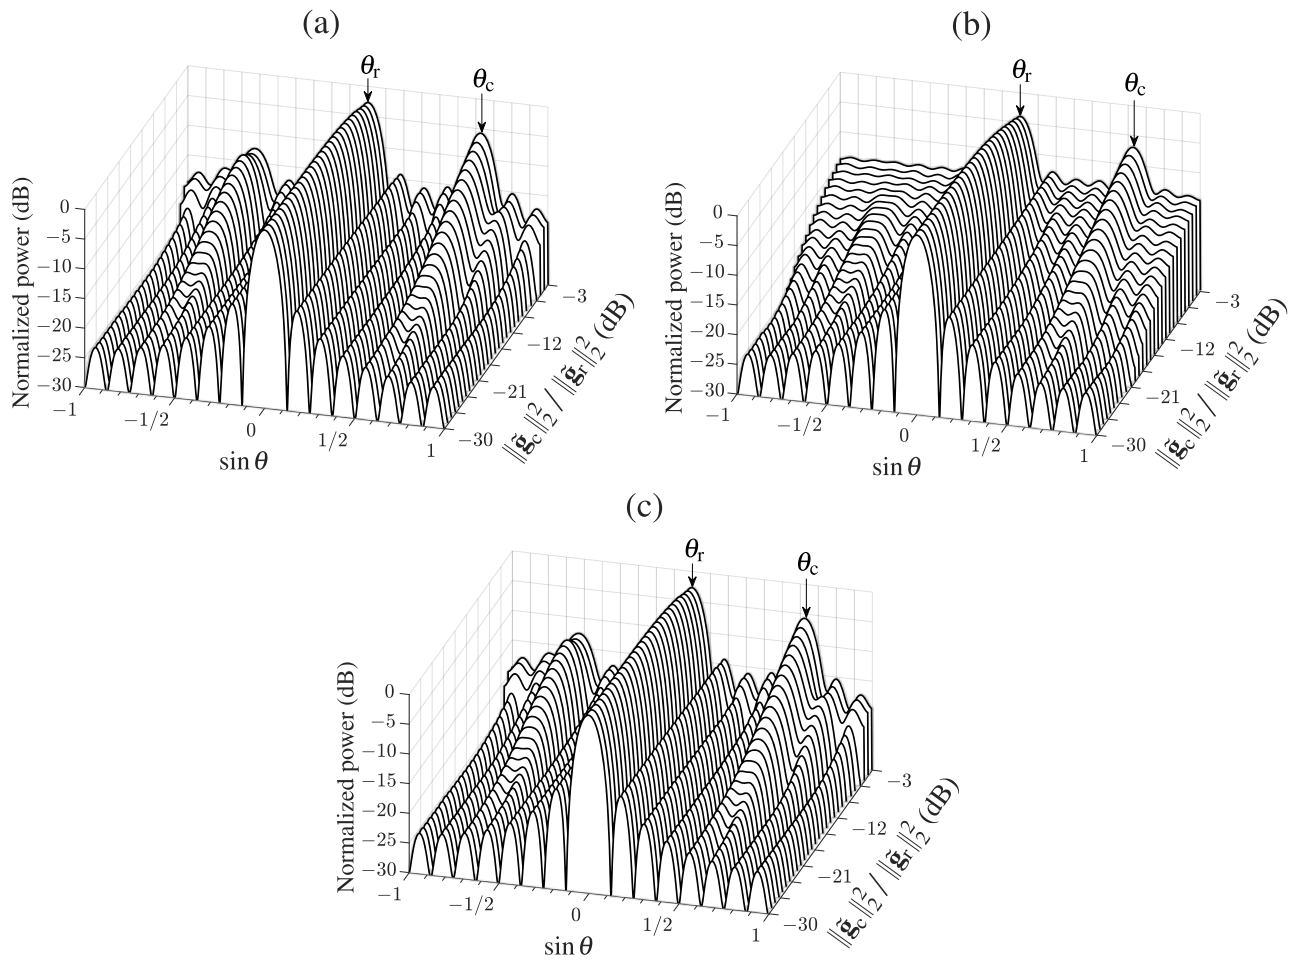 (a)
θr
θc
Normalized power (dB)
0
−5
−10
−15
−20
−25
−30
−1
−1/2
0
1/2
1
sin θ
−3
−12
−21
−30
‖g̃c‖₂² / ‖g̃r‖₂² (dB)
(b)
θr
θc
Normalized power (dB)
0
−5
−10
−15
−20
−25
−30
−1
−1/2
0
1/2
1
sin θ
−3
−12
−21
−30
‖g̃c‖₂² / ‖g̃r‖₂² (dB)
(c)
θr
θc
Normalized power (dB)
0
−5
−10
−15
−20
−25
−30
−1
−1/2
0
1/2
1
sin θ
−3
−12
−21
−30
‖g̃c‖₂² / ‖g̃r‖₂² (dB)